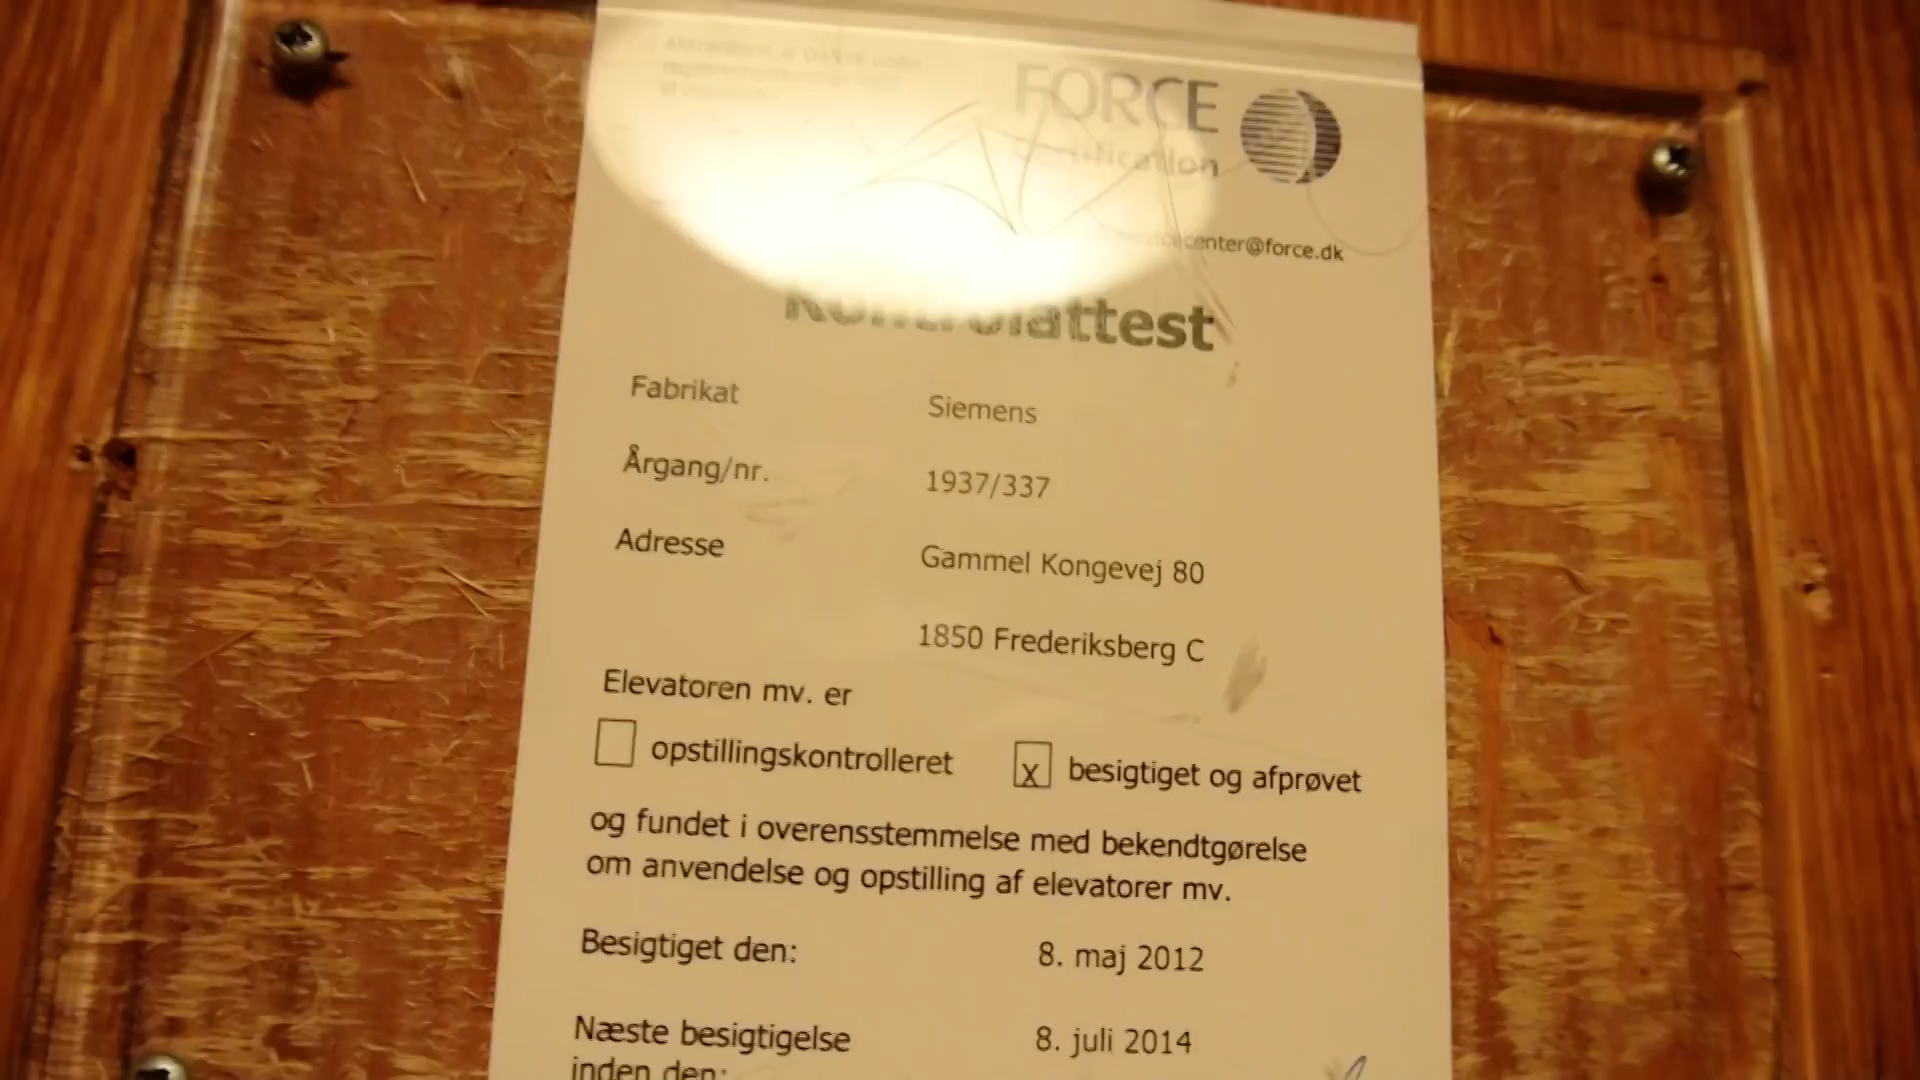 FORCE
Certification
center@force.dk
Kontrolattest
Fabrikat Siemens
Årgang/nr. 1937/337
Adresse Gammel Kongevej 80
1850 Frederiksberg C
Elevatoren mv. er
opstillingskontrolleret x besigtiget og afprøvet
og fundet i overensstemmelse med bekendtgørelse
om anvendelse og opstilling af elevatorer mv.
Besigtiget den: 8. maj 2012
Næste besigtigelse 8. juli 2014
inden den: